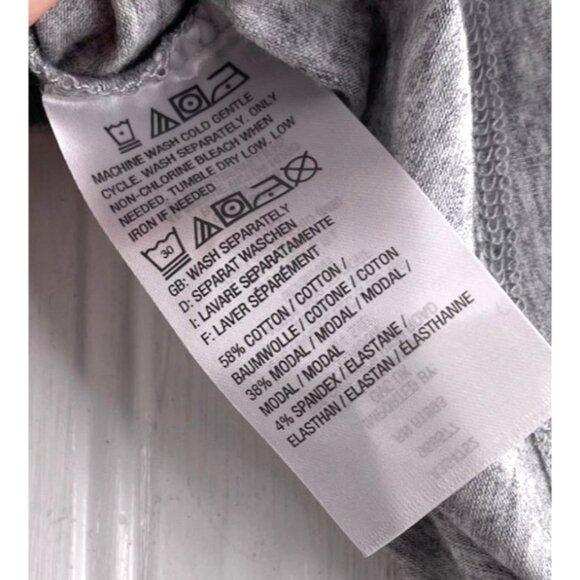 MACHINE WASH COLD GENTLE
CYCLE. WASH SEPARATELY. ONLY
NON-CHLORINE BLEACH WHEN
NEEDED. TUMBLE DRY LOW. LOW
IRON IF NEEDED
30
GB: WASH SEPARATELY
D: SEPARAT WASCHEN
I: LAVARE SEPARATAMENTE
F: LAVER SÉPARÉMENT
58% COTTON / COTTON /
BAUMWOLLE / COTONE / COTON
38% MODAL / MODAL / MODAL /
MODAL / MODAL
4% SPANDEX / ELASTANE /
ELASTHAN / ELASTAN / ÉLASTHANNE